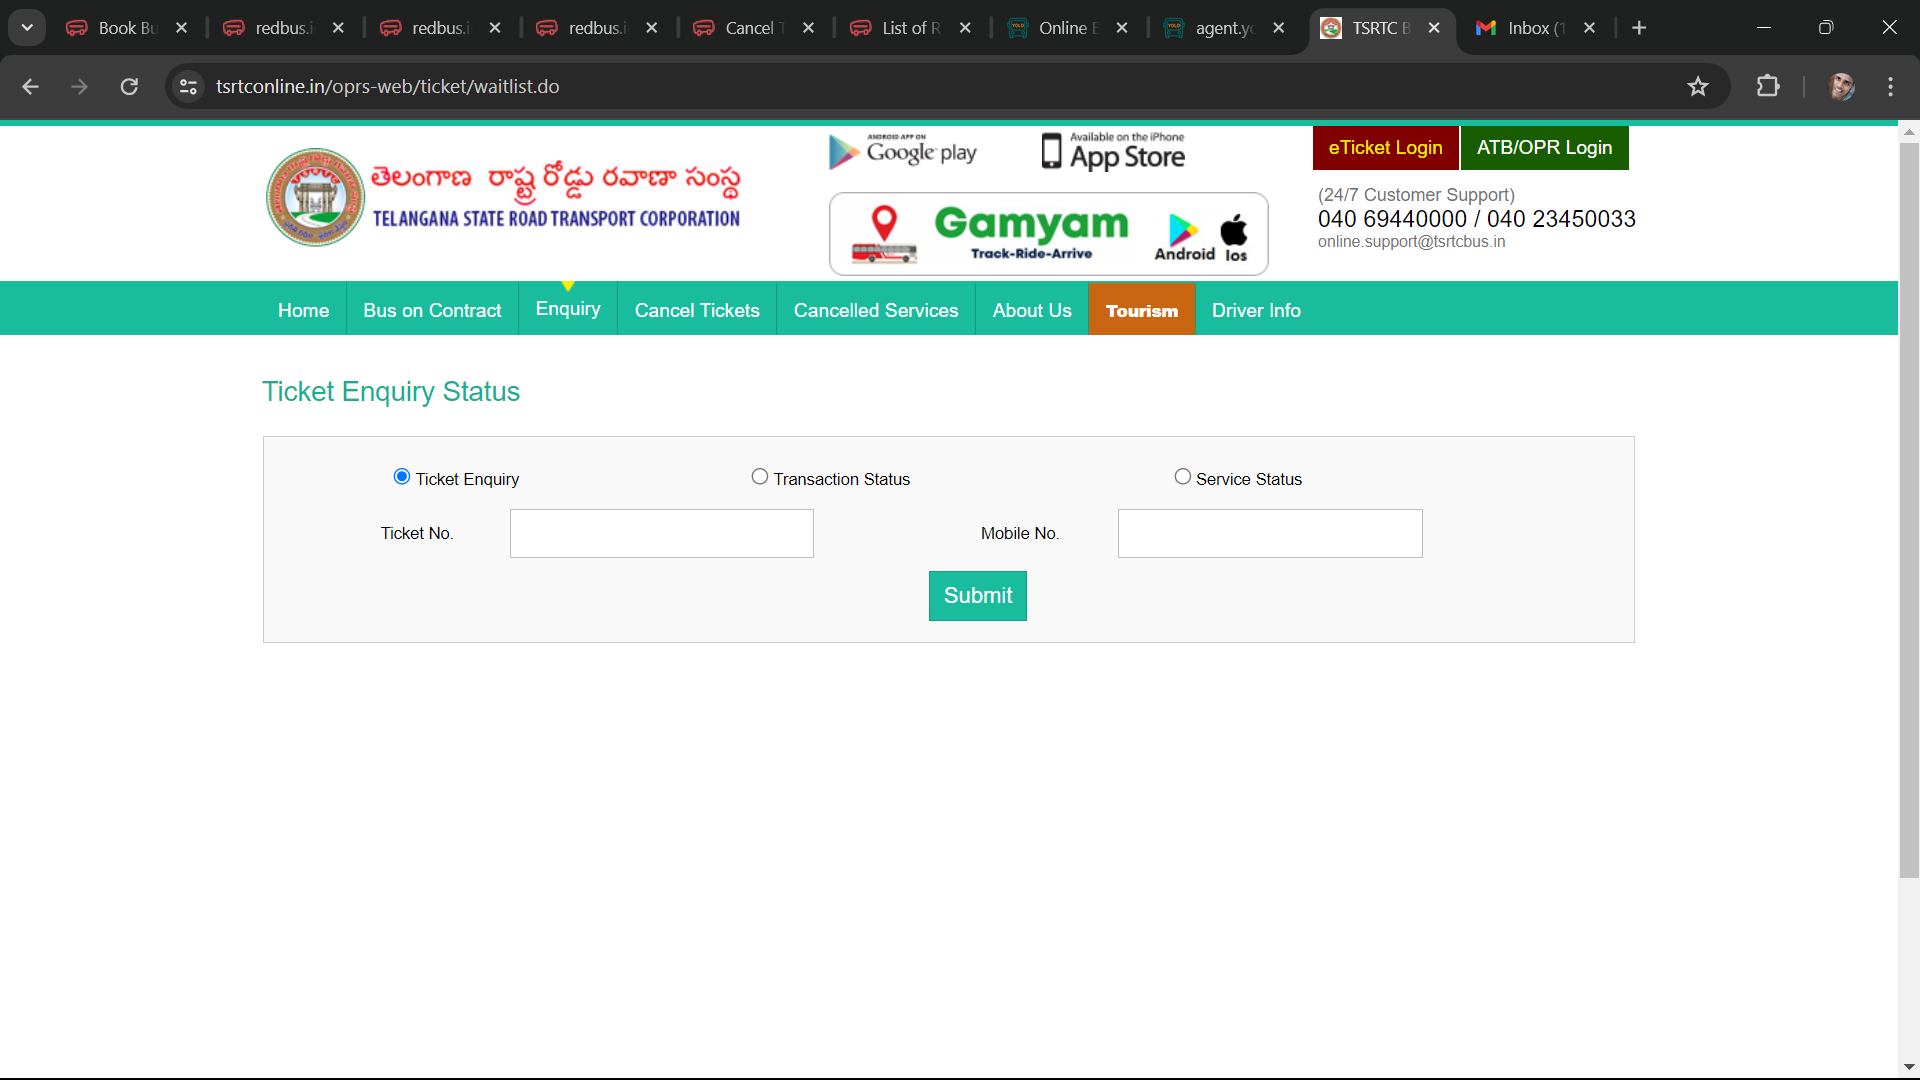 Book Bu
redbus.i
redbus.i
redbus.i
Cancel T
List of R
Online B
agent.yo
TSRTC B
Inbox (1
tsrtconline.in/oprs-web/ticket/waitlist.do
తెలంగాణ రాష్ట్ర రోడ్డు రవాణా సంస్థ
TELANGANA STATE ROAD TRANSPORT CORPORATION
ANDROID APP ON
Google play
Available on the iPhone
App Store
Gamyam
Track-Ride-Arrive
Android Ios
eTicket Login
ATB/OPR Login
(24/7 Customer Support)
040 69440000 / 040 23450033
online.support@tsrtcbus.in
Home
Bus on Contract
Enquiry
Cancel Tickets
Cancelled Services
About Us
Tourism
Driver Info
Ticket Enquiry Status
Ticket Enquiry
Transaction Status
Service Status
Ticket No.
Mobile No.
Submit